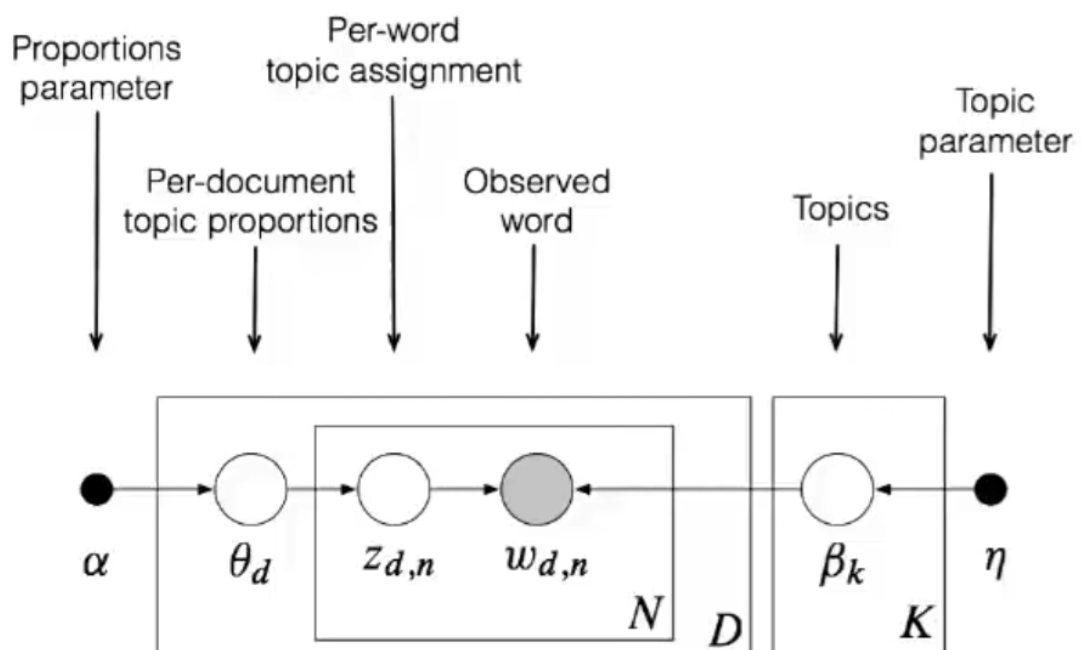 Proportions
parameter
Per-word
topic assignment
Per-document
topic proportions
Observed
word
Topics
Topic
parameter
α
θd
zd,n
wd,n
N
D
βk
K
η